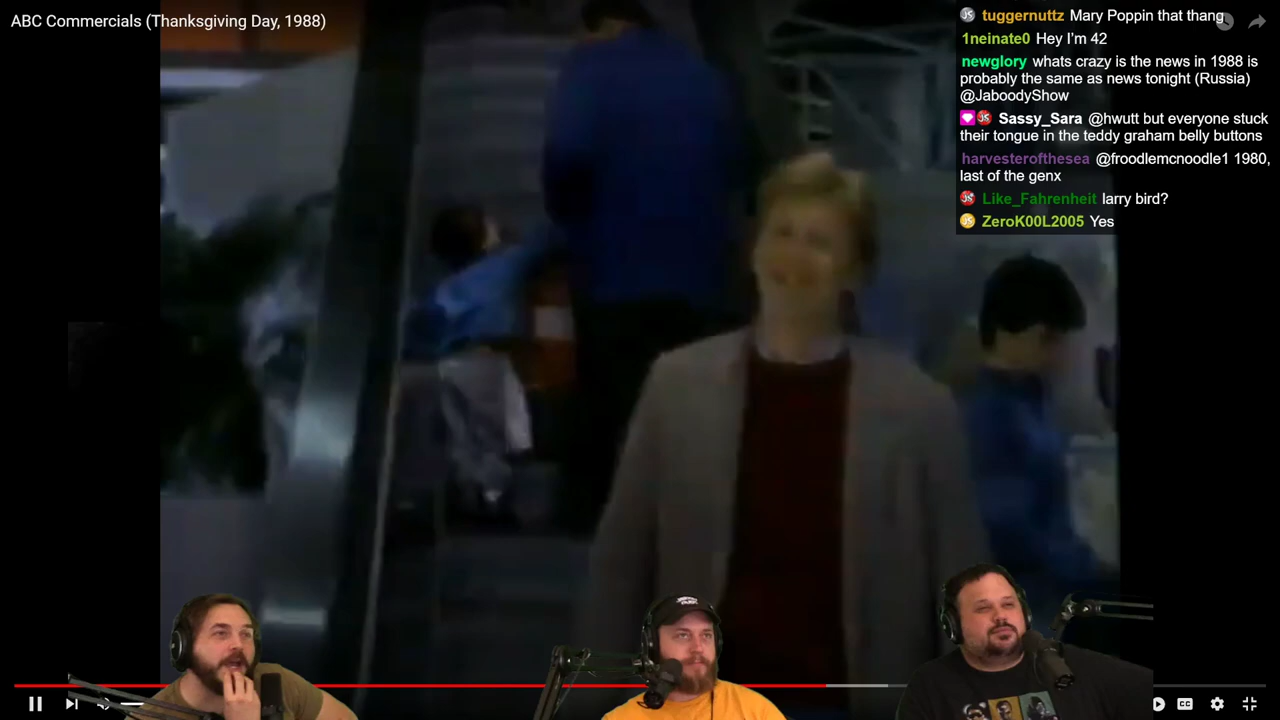 ABC Commercials (Thanksgiving Day, 1988)
tuggernuttz Mary Poppin that thang
1neinate0 Hey I'm 42
newglory whats crazy is the news in 1988 is
probably the same as news tonight (Russia)
@JaboodyShow
Sassy_Sara @hwutt but everyone stuck
their tongue in the teddy graham belly buttons
harvesterofthesea @froodlemcnoodle1 1980,
last of the genx
Like_Fahrenheit larry bird?
ZeroK00L2005 Yes